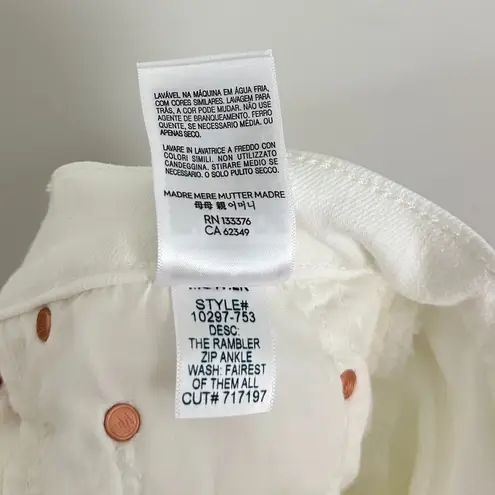 LAVÁVEL NA MÁQUINA EM ÁGUA FRIA,
COM CORES SIMILARES. LAVAGEM PARA
TRÁS, A COR PODE MUDAR. NÃO USE
AGENTE DE BRANQUEAMENTO. FERRO
QUENTE, SE NECESSÁRIO MÉDIA, OU
APENAS SECO.
LAVARE IN LAVATRICE A FREDDO CON
COLORI SIMILI. NON UTILIZZATO
CANDEGGINA. STIRARE MEDIO SE
NECESSARIO. O SOLO PULITO SECCO.
MADRE MERE MUTTER MADRE
母母 親 어머니
RN 133376
CA 62349
MOTHER
STYLE#
10297-753
DESC:
THE RAMBLER
ZIP ANKLE
WASH: FAIREST
OF THEM ALL
CUT# 717197